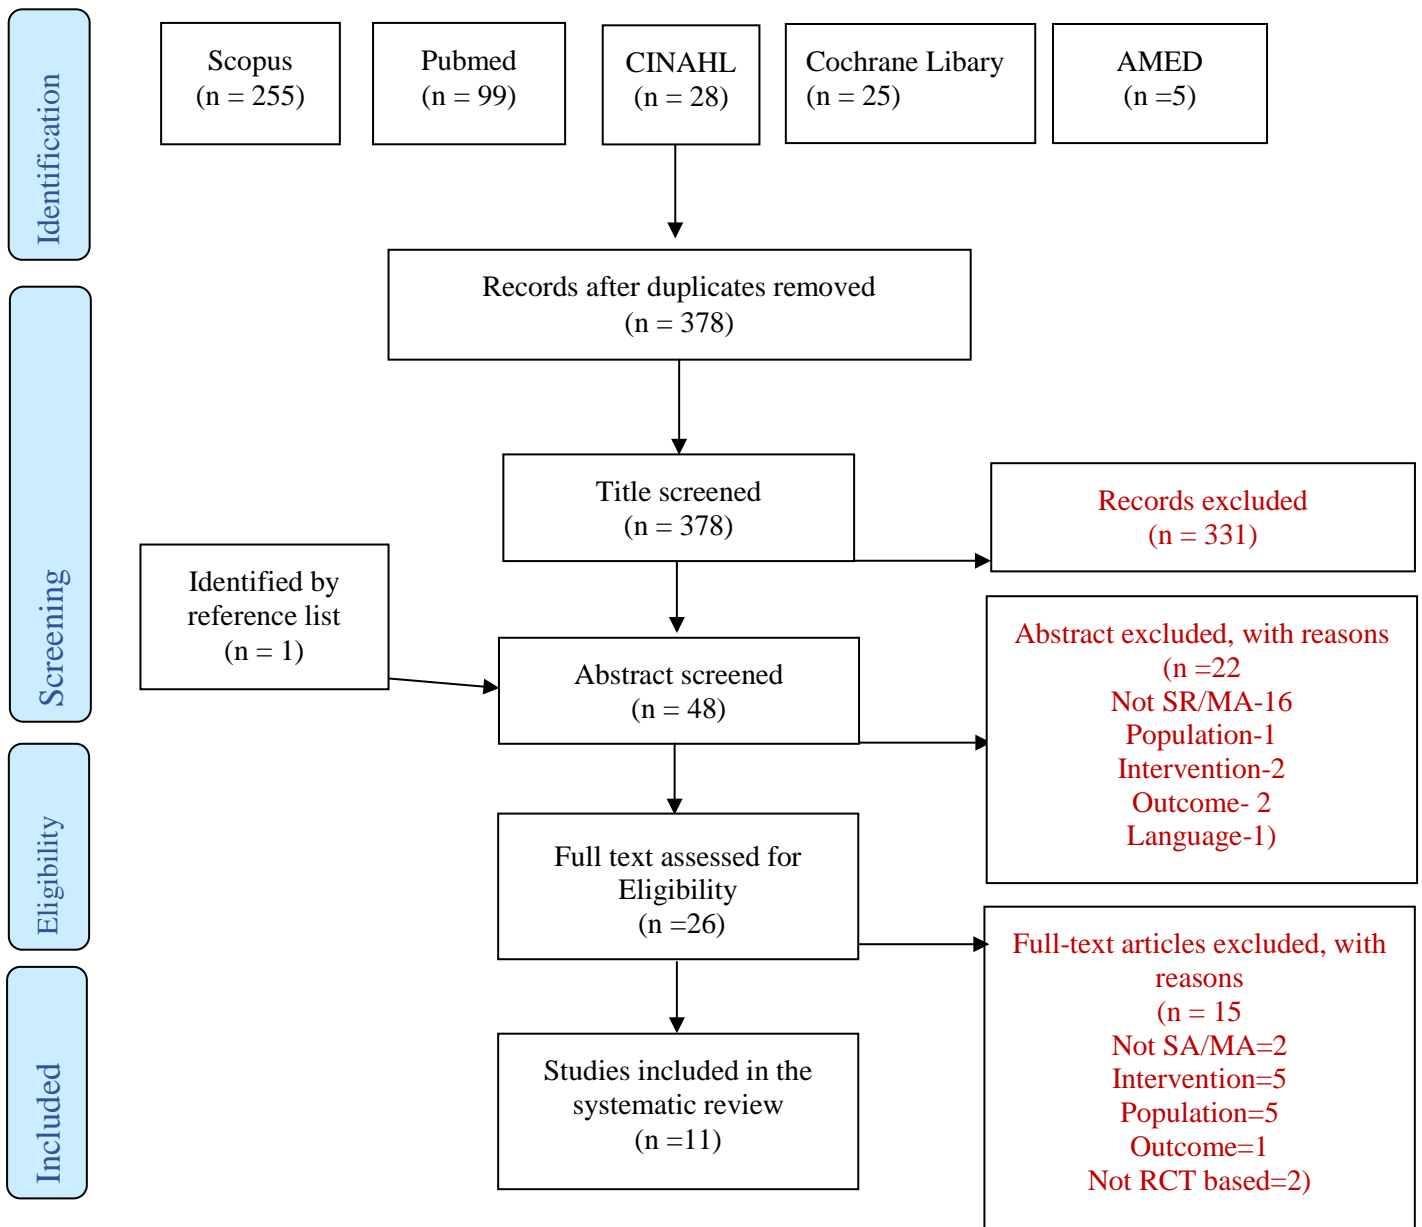 Identification
Scopus
(n = 255)
Pubmed
(n = 99)
CINAHL
(n = 28)
Cochrane Libary
(n = 25)
AMED
(n =5)
Records after duplicates removed
(n = 378)
Screening
Title screened
(n = 378)
Records excluded
(n = 331)
Identified by
reference list
(n = 1)
Abstract screened
(n = 48)
Abstract excluded, with reasons
(n =22
Not SR/MA-16
Population-1
Intervention-2
Outcome- 2
Language-1)
Eligibility
Full text assessed for
Eligibility
(n =26)
Full-text articles excluded, with
reasons
(n = 15
Not SA/MA=2
Intervention=5
Population=5
Outcome=1
Not RCT based=2)
Included
Studies included in the
systematic review
(n =11)